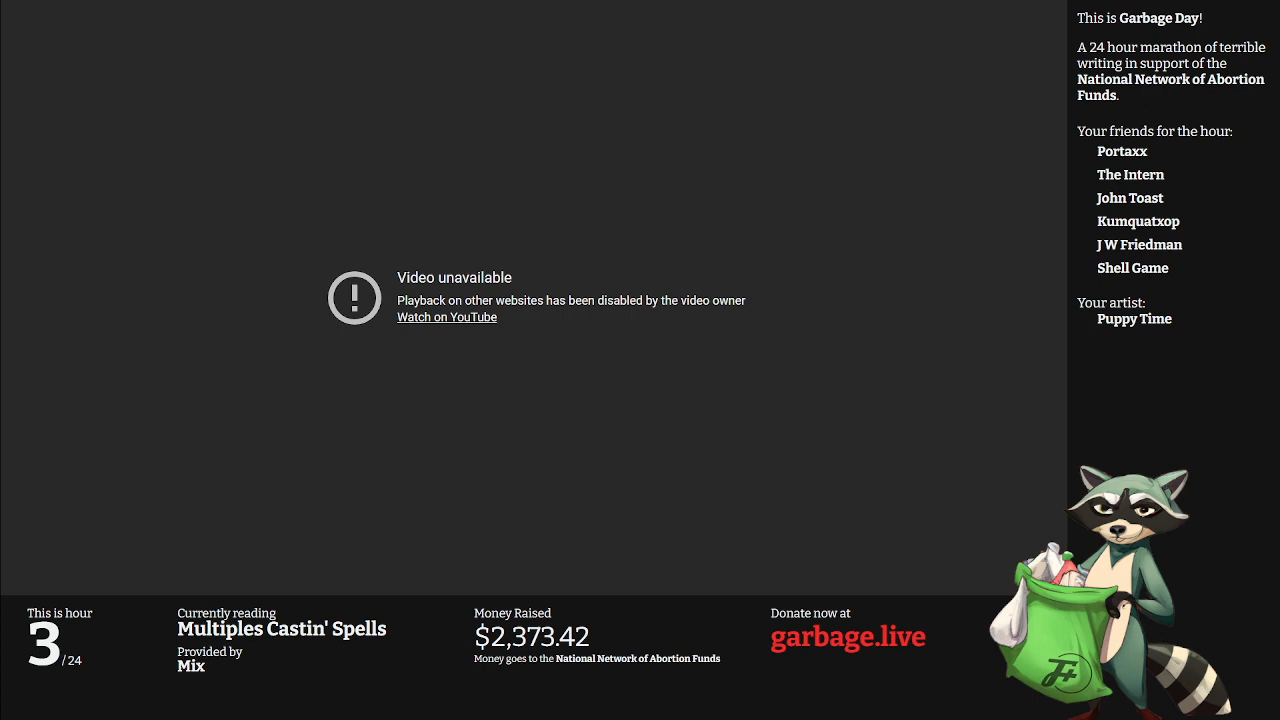 This is Garbage Day!
A 24 hour marathon of terrible
writing in support of the
National Network of Abortion
Funds.
Your friends for the hour:
Portaxx
The Intern
John Toast
Kumquatxop
J W Friedman
Shell Game
Your artist:
Puppy Time
Video unavailable
Playback on other websites has been disabled by the video owner
Watch on YouTube
This is hour
3 / 24
Currently reading
Multiples Castin' Spells
Provided by
Mix
Money Raised
$2,373.42
Money goes to the National Network of Abortion Funds
Donate now at
garbage.live